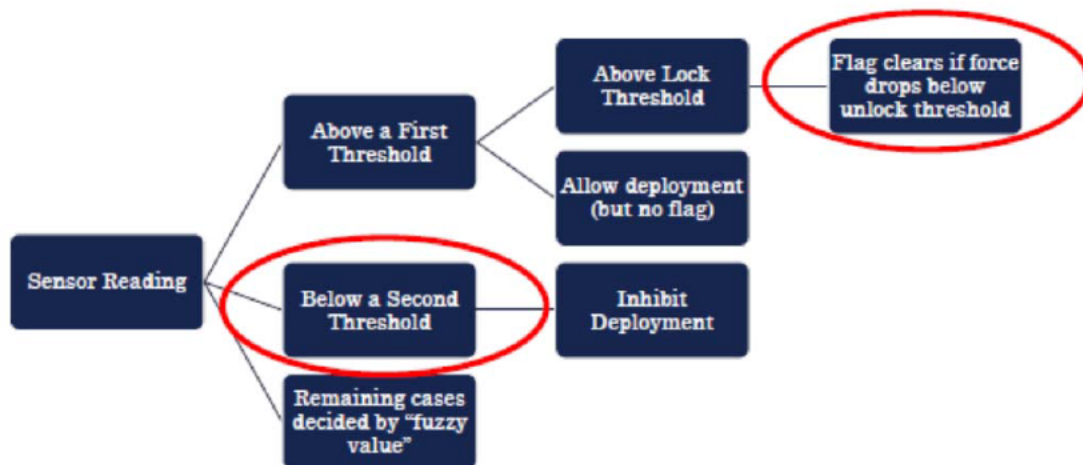 Sensor Reading
Above a First
Threshold
Above Lock
Threshold
Flag clears if force
drops below
unlock threshold
Allow deployment
(but no flag)
Below a Second
Threshold
Inhibit
Deployment
Remaining cases
decided by “fuzzy
value”